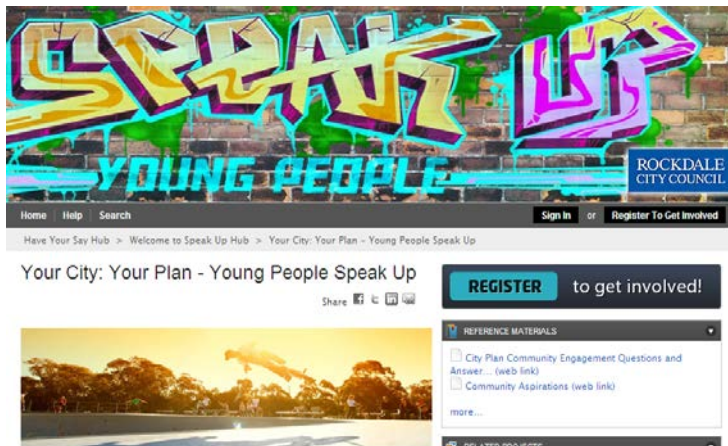 SPEAK UP
YOUNG PEOPLE
ROCKDALE
CITY COUNCIL
Home | Help | Search
Sign In or Register To Get Involved
Have Your Say Hub > Welcome to Speak Up Hub > Your City: Your Plan - Young People Speak Up
Your City: Your Plan - Young People Speak Up
Share
REGISTER to get involved!
REFERENCE MATERIALS
City Plan Community Engagement Questions and
Answer... (web link)
Community Aspirations (web link)
more...
RELATED PROJECTS